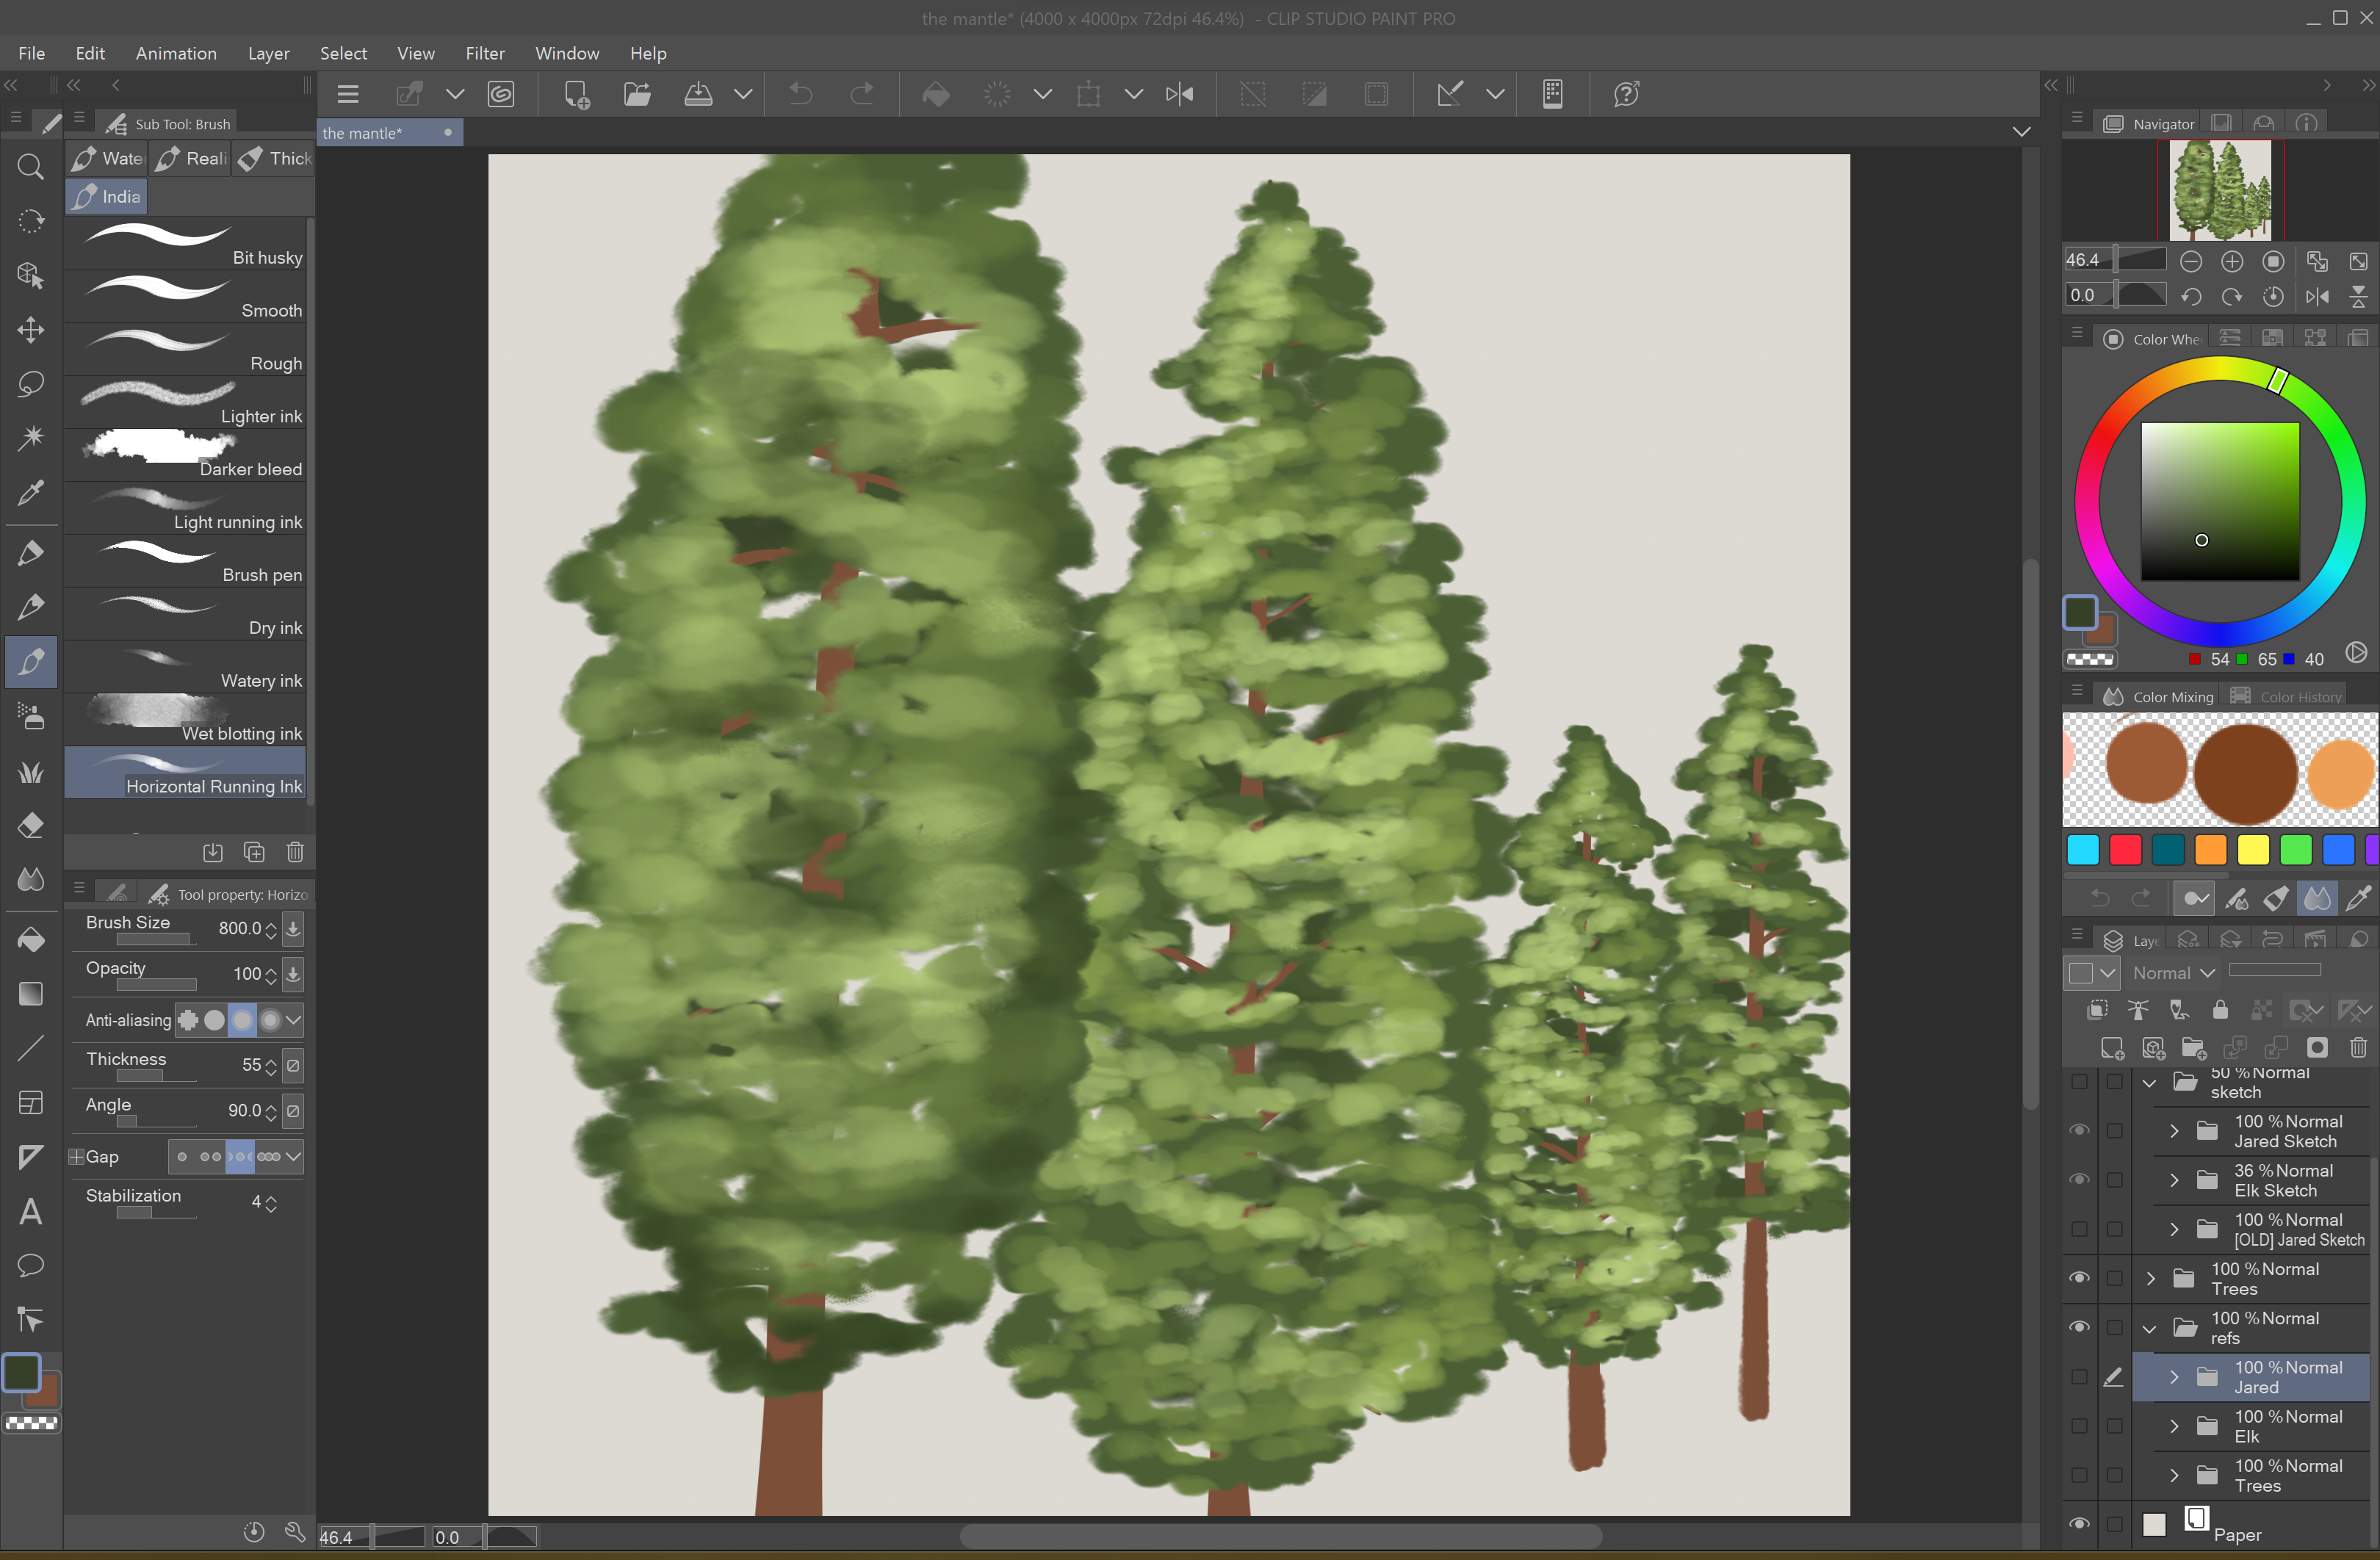 the mantle* (4000 x 4000px 72dpi 46.4%) - CLIP STUDIO PAINT PRO
File Edit Animation Layer Select View Filter Window Help
the mantle*
Sub Tool: Brush
Wate Reali Thick
India
Bit husky
Smooth
Rough
Lighter ink
Darker bleed
Light running ink
Brush pen
Dry ink
Watery ink
Wet blotting ink
Horizontal Running Ink
Tool property: Horizo
Brush Size 800.0
Opacity 100
Anti-aliasing
Thickness 55
Angle 90.0
Gap
Stabilization 4
46.4 0.0
Navigator
46.4
0.0
Color Whe
54 65 40
Color Mixing Color History
Laye
Normal
50 %Normal
sketch
100 %Normal
Jared Sketch
36 %Normal
Elk Sketch
100 %Normal
[OLD] Jared Sketch
100 %Normal
Trees
100 %Normal
refs
100 %Normal
Jared
100 %Normal
Elk
100 %Normal
Trees
Paper